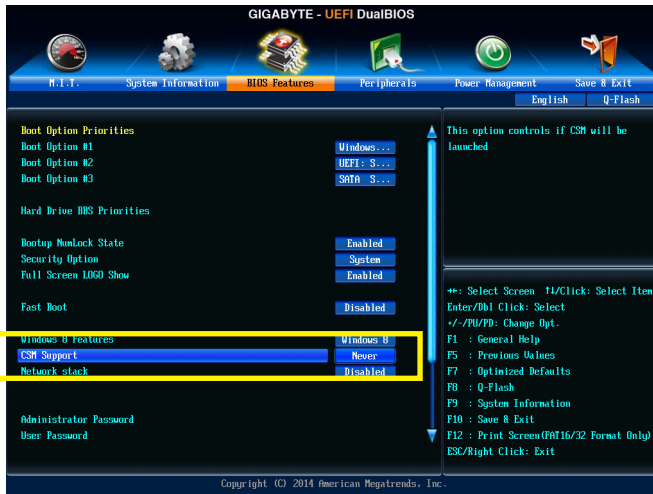 GIGABYTE - UEFI DualBIOS
M.I.T.
System Information
BIOS Features
Peripherals
Power Management
Save & Exit
English
Q-Flash
Boot Option Priorities
Boot Option #1 Windows...
Boot Option #2 UEFI: S...
Boot Option #3 SATA S...
Hard Drive BBS Priorities
Bootup NumLock State Enabled
Security Option System
Full Screen LOGO Show Enabled
Fast Boot Disabled
Windows 8 Features Windows 8
CSM Support Never
Network stack Disabled
Administrator Password
User Password
This option controls if CSM will be
launched
→←: Select Screen ↑↓/Click: Select Item
Enter/Dbl Click: Select
+/-/PU/PD: Change Opt.
F1 : General Help
F5 : Previous Values
F7 : Optimized Defaults
F8 : Q-Flash
F9 : System Information
F10 : Save & Exit
F12 : Print Screen(FAT16/32 Format Only)
ESC/Right Click: Exit
Copyright (C) 2014 American Megatrends, Inc.